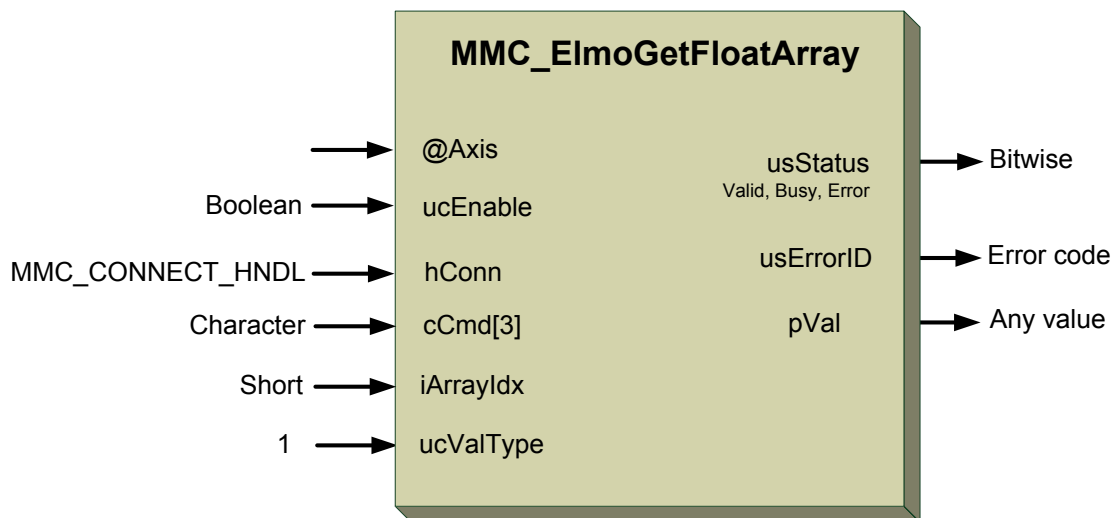 MMC_ElmoGetFloatArray
@Axis
usStatus
Bitwise
Valid, Busy, Error
Boolean
ucEnable
MMC_CONNECT_HNDL
hConn
usErrorID
Error code
Character
cCmd[3]
pVal
Any value
Short
iArrayIdx
1
ucValType